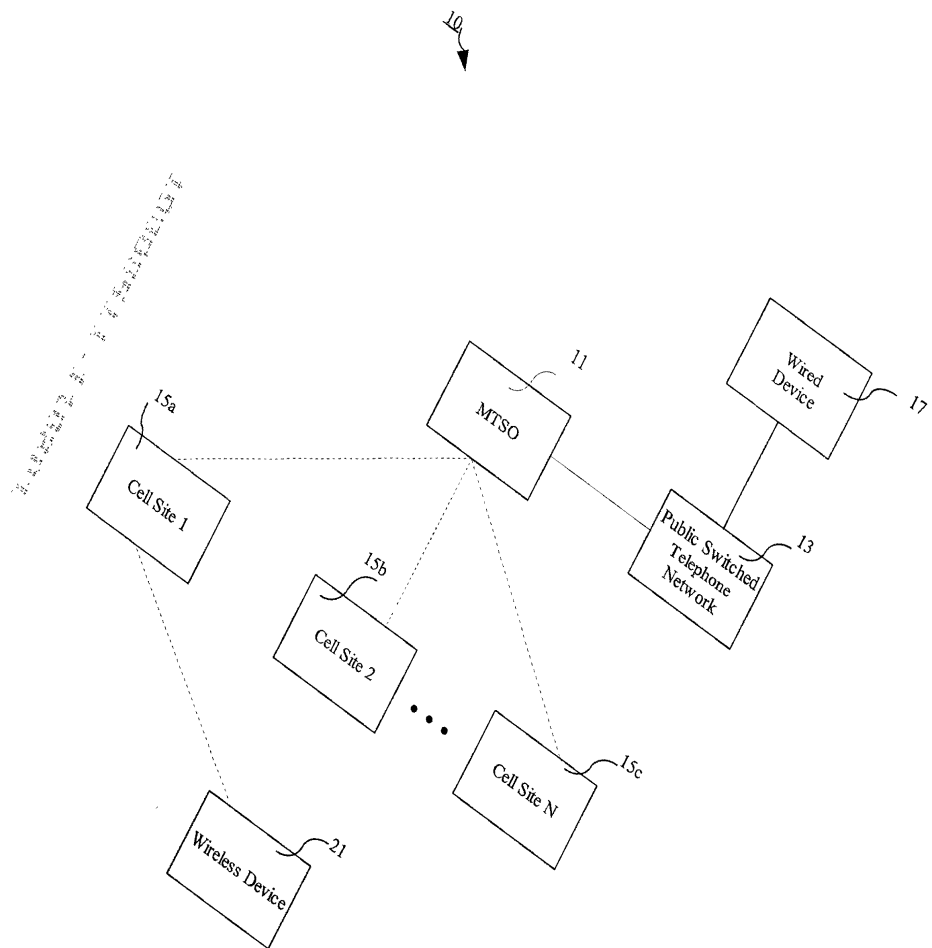 10
11
MTSO
Wired
Device
17
15a
Cell Site 1
13
Public Switched
Telephone
Network
15b
Cell Site 2
15c
Cell Site N
21
Wireless Device